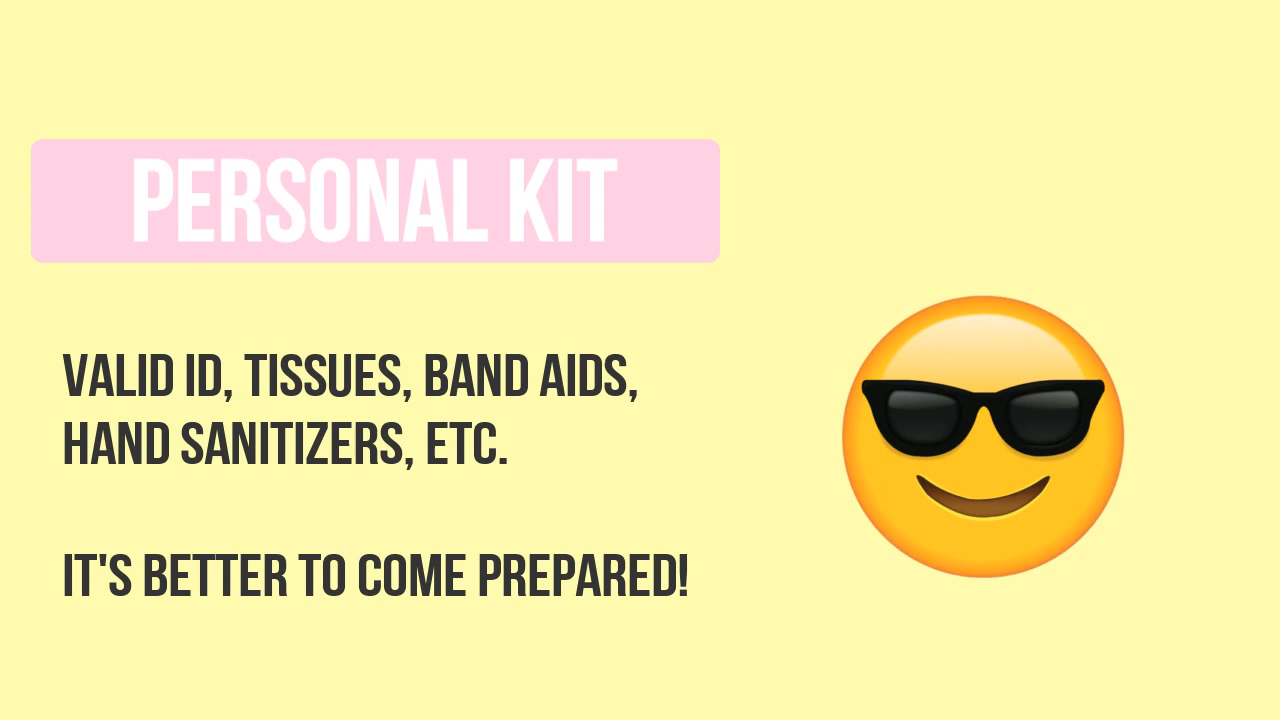 PERSONAL KIT
VALID ID, TISSUES, BAND AIDS,
HAND SANITIZERS, ETC.
IT'S BETTER TO COME PREPARED!